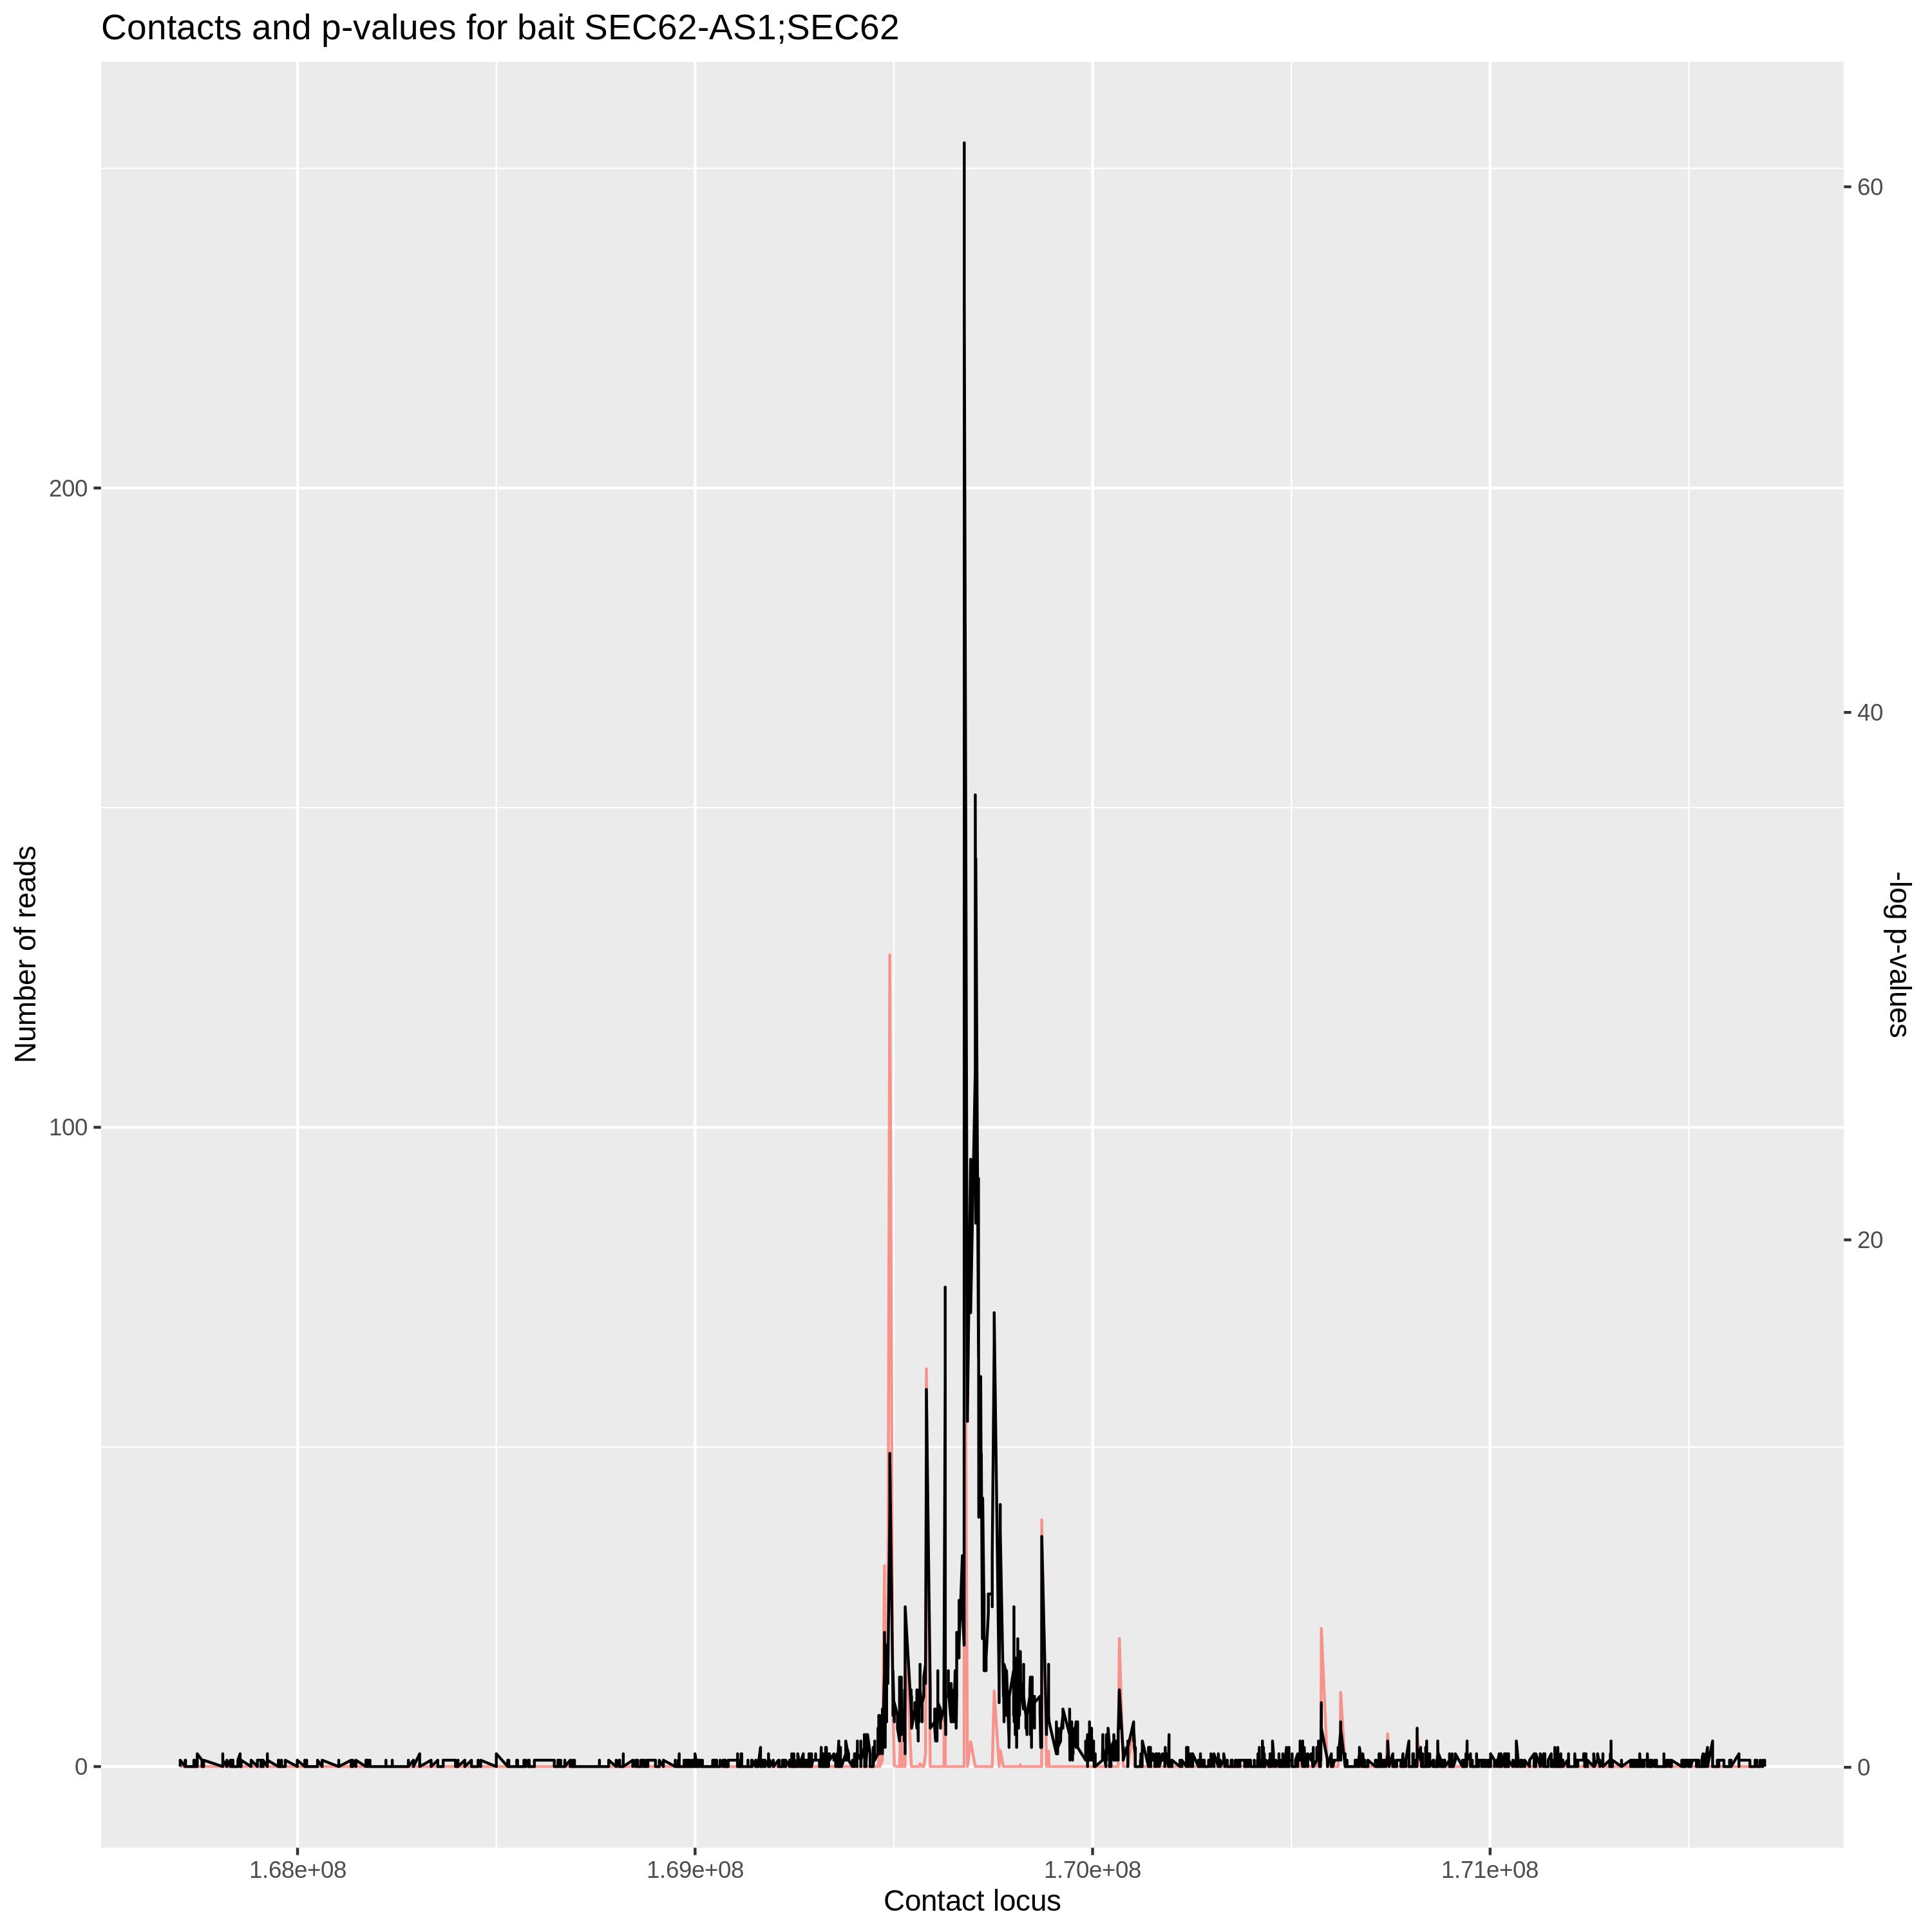 Contacts and p-values for bait SEC62-AS1;SEC62
Number of reads
200
100
0
60
40
20
0
-log p-values
1.68e+08
1.69e+08
1.70e+08
1.71e+08
Contact locus